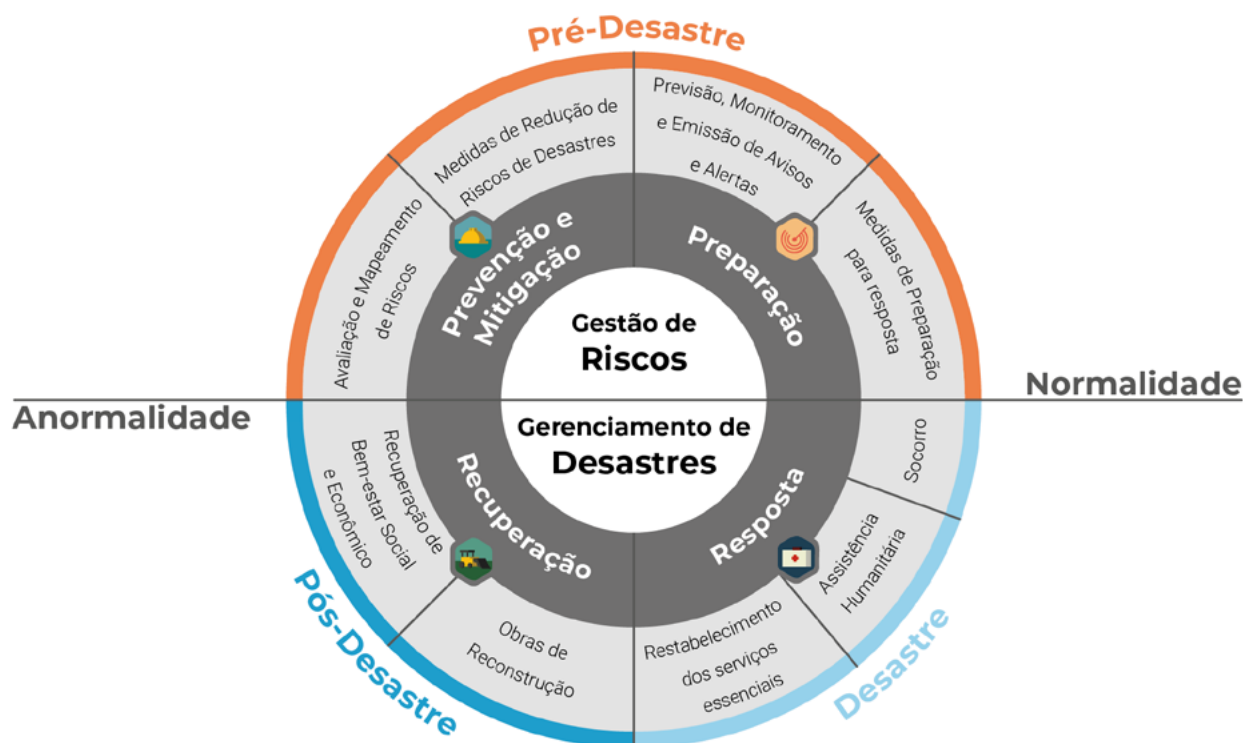 Pré-Desastre
Medidas de Redução de
Riscos de Desastres
Previsão, Monitoramento
e Emissão de Avisos
e Alertas
Avaliação e Mapeamento
de Riscos
Medidas de Preparação
para resposta
Prevenção e
Mitigação
Preparação
Gestão de
Riscos
Normalidade
Anormalidade
Gerenciamento de
Desastres
Recuperação
Resposta
Socorro
Assistência
Humanitária
Restabelecimento
dos serviços
essenciais
Obras de
Reconstrução
Recuperação de
Bem-estar Social
e Econômico
Pós-Desastre
Desastre